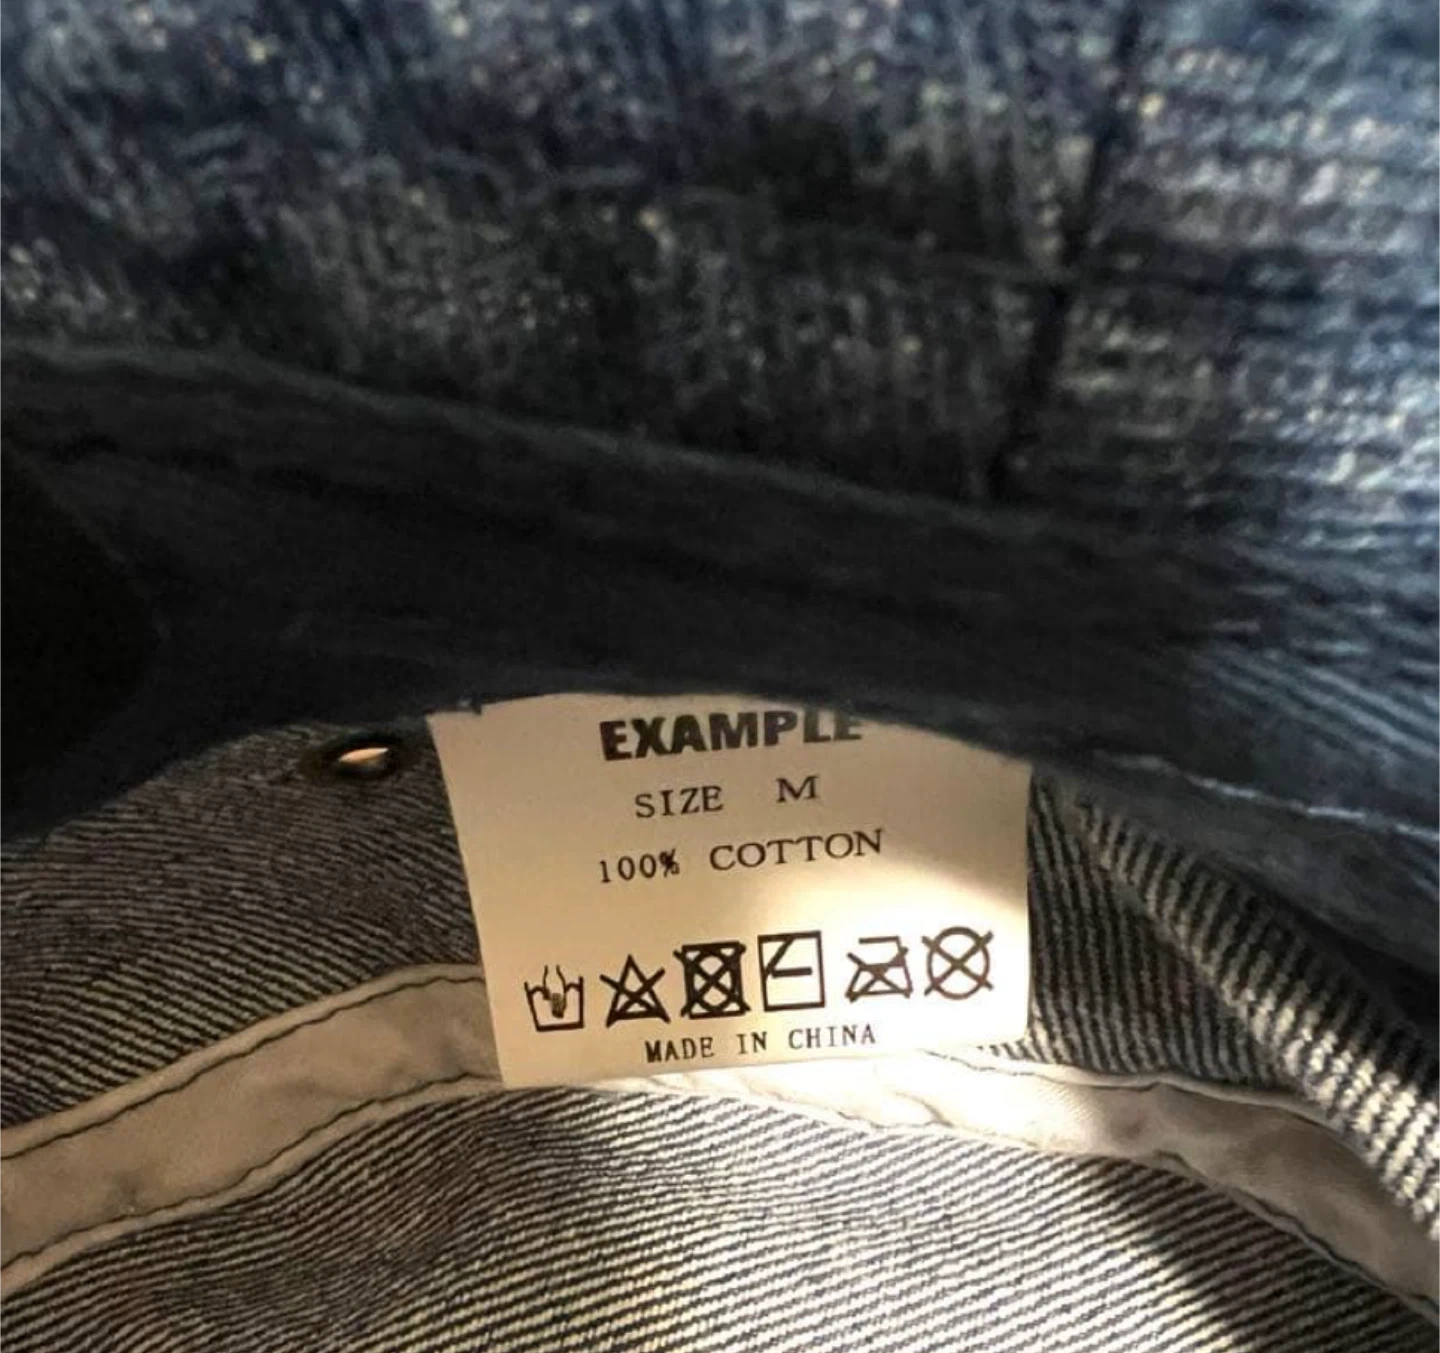 EXAMPLE
SIZE M
100% COTTON
MADE IN CHINA